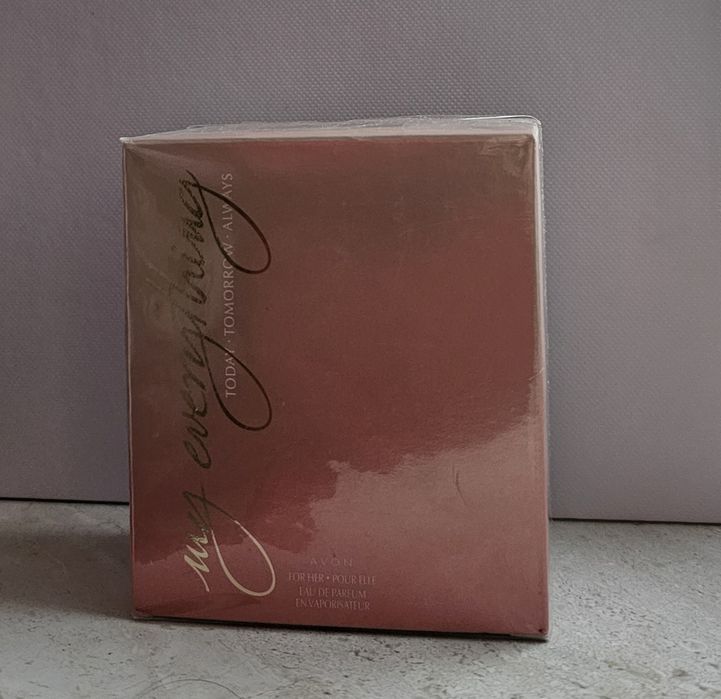 my everything
TODAY · TOMORROW · ALWAYS
AVON
FOR HER • POUR ELLE
EAU DE PARFUM
EN VAPORISATEUR